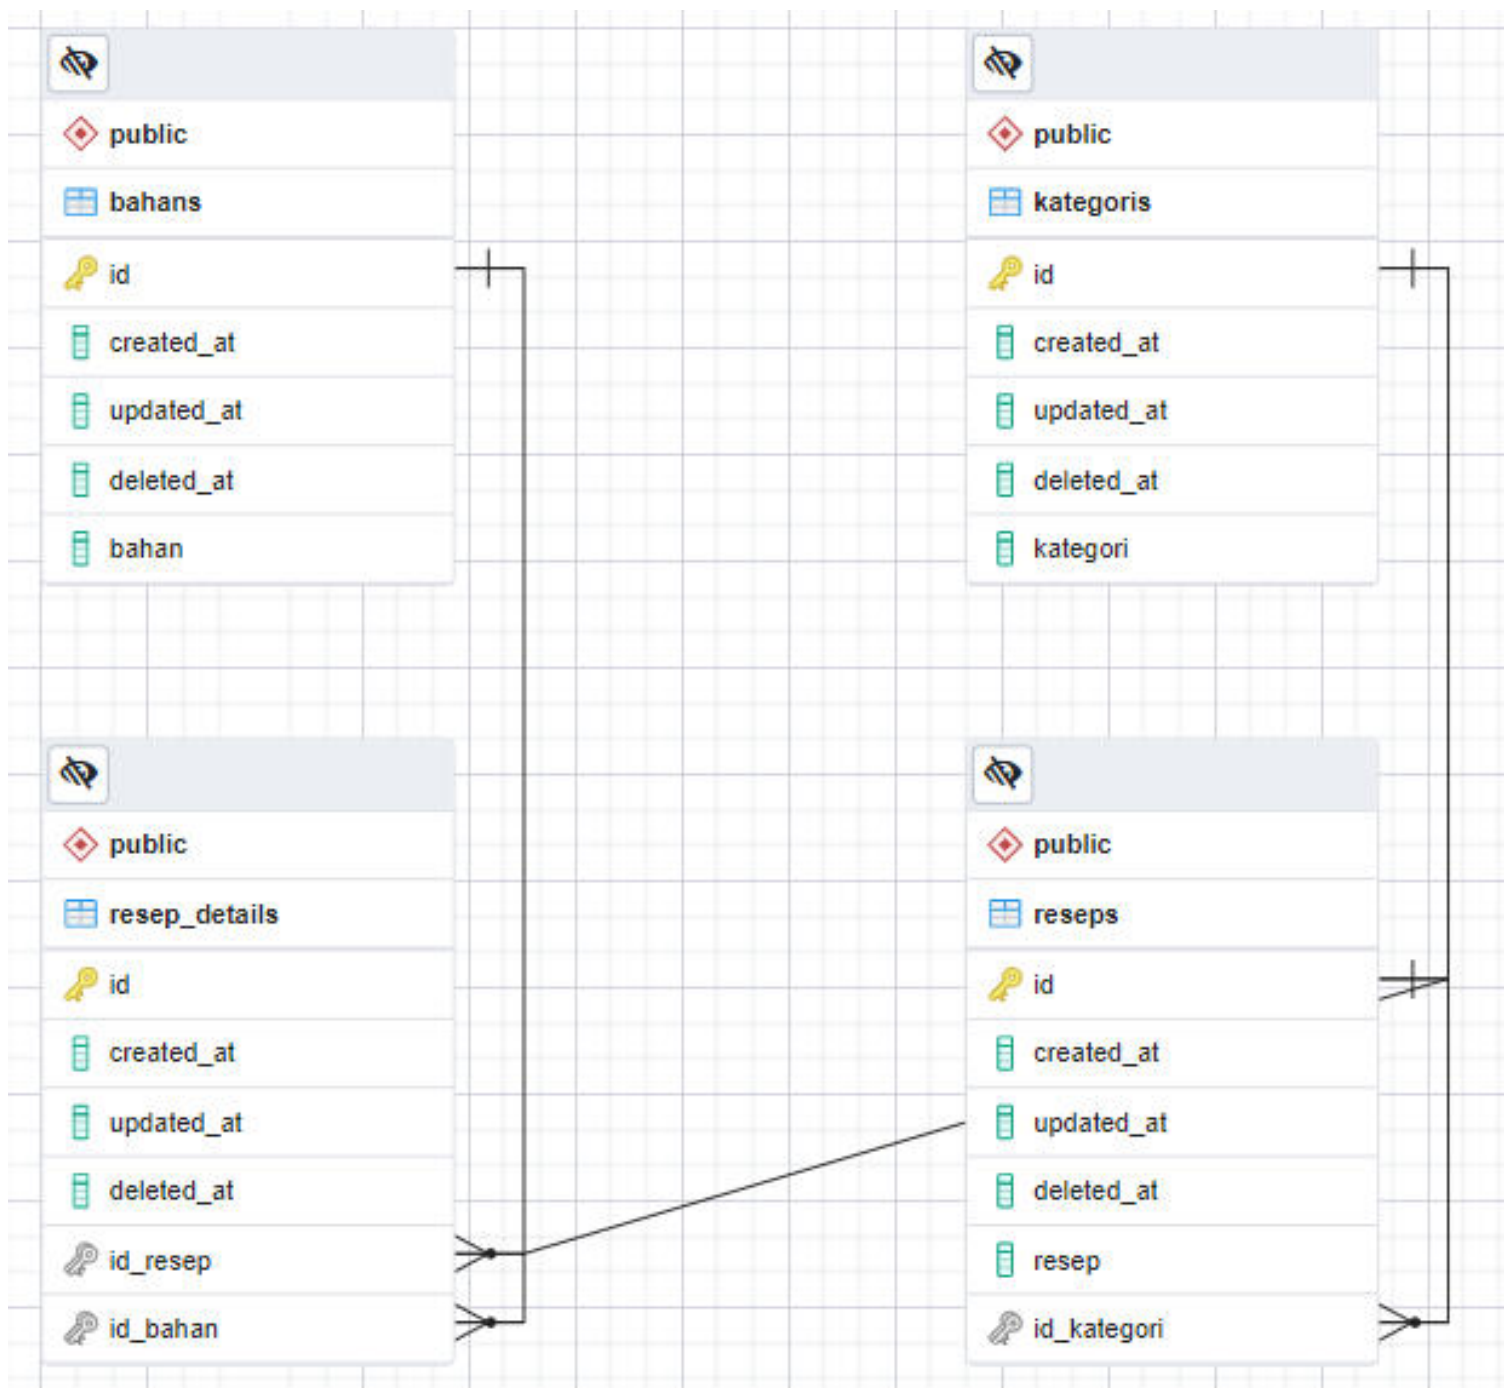 public
bahans
id
created_at
updated_at
deleted_at
bahan
public
kategoris
id
created_at
updated_at
deleted_at
kategori
public
resep_details
id
created_at
updated_at
deleted_at
id_resep
id_bahan
public
reseps
id
created_at
updated_at
deleted_at
resep
id_kategori